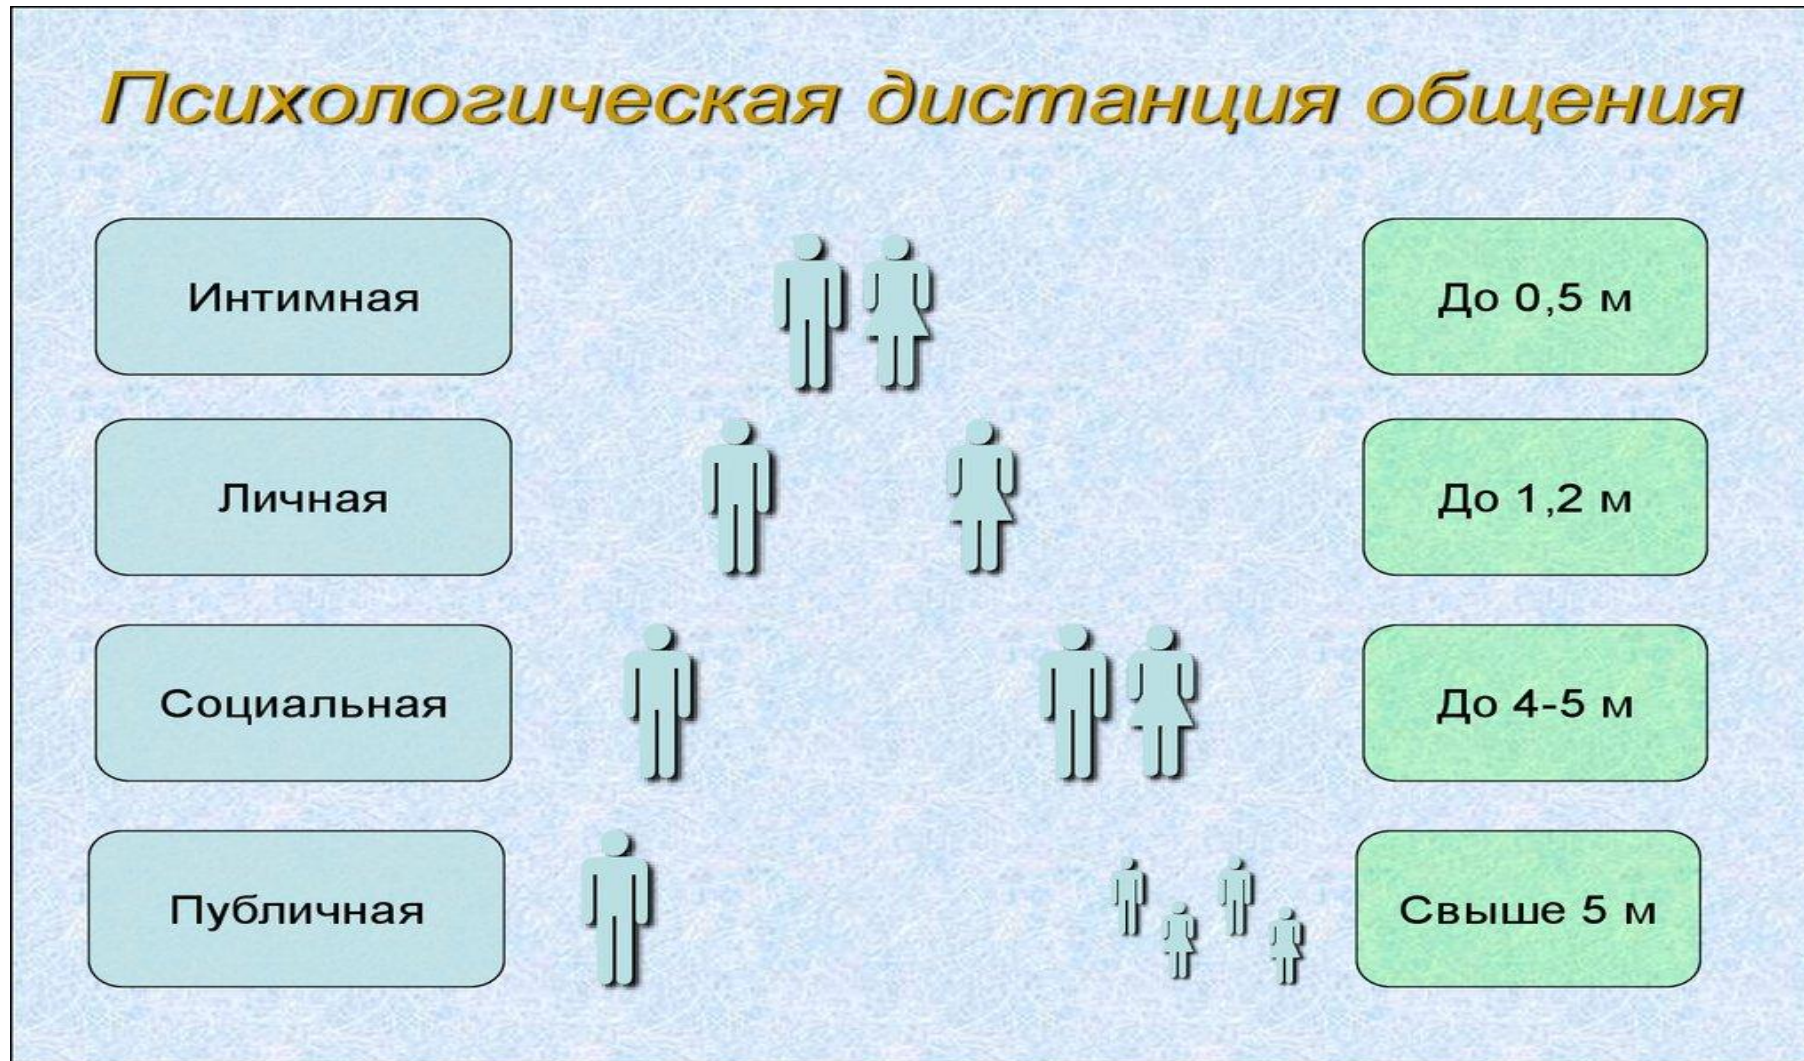 Психологическая дистанция общения
Интимная
До 0,5 м
Личная
До 1,2 м
Социальная
До 4-5 м
Публичная
Свыше 5 м